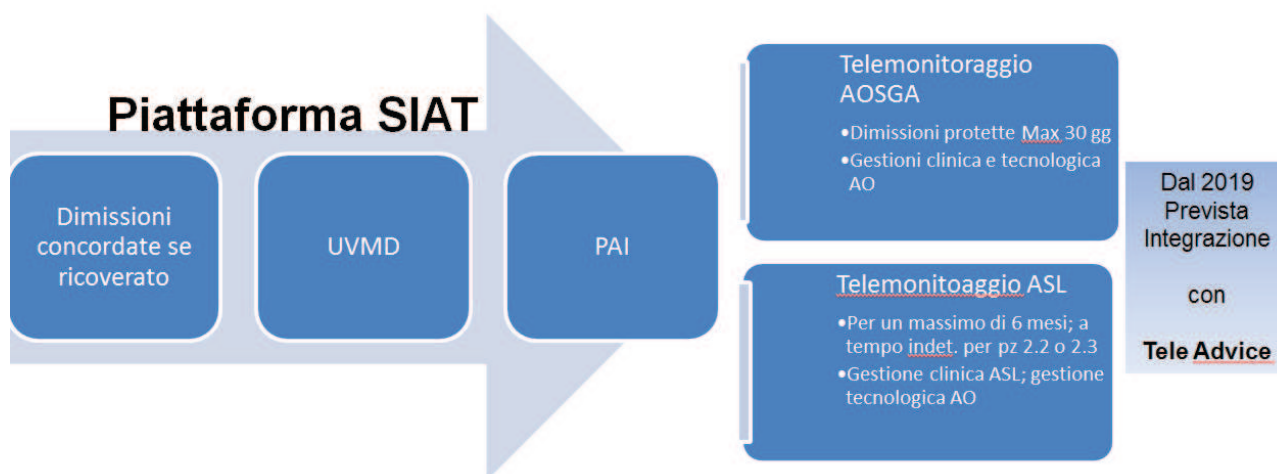 Piattaforma SIAT
Dimissioni
concordate se
ricoverato
UVMD
PAI
Telemonitoraggio
AOSGA
•Dimissioni protette Max 30 gg
•Gestioni clinica e tecnologica
AO
Telemonitoaggio ASL
•Per un massimo di 6 mesi; a
tempo indet. per pz 2.2 o 2.3
•Gestione clinica ASL; gestione
tecnologica AO
Dal 2019
Prevista
Integrazione
con
Tele Advice